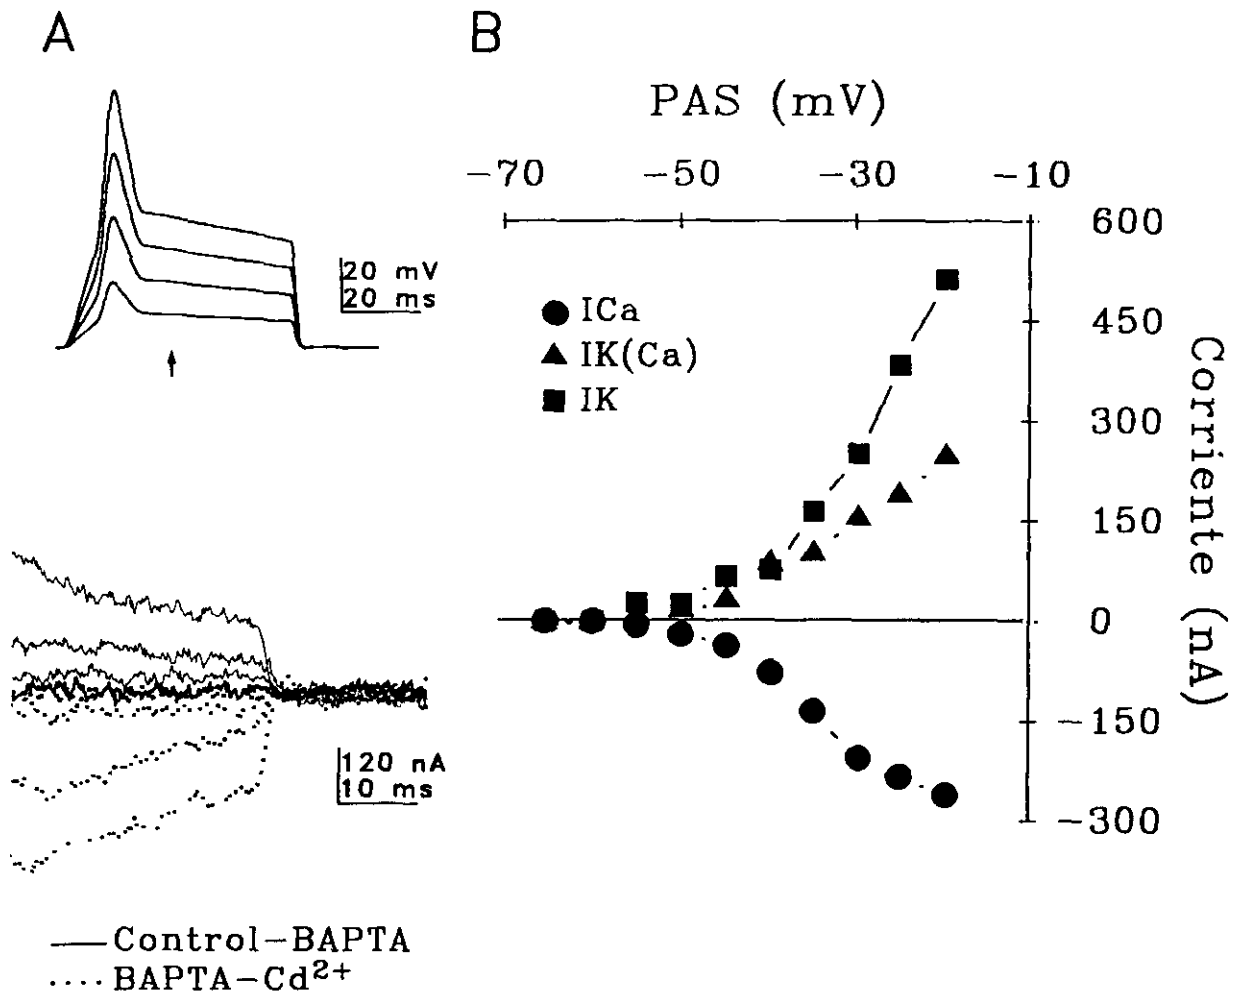 A
20 mV
20 ms
120 nA
10 ms
Control-BAPTA
BAPTA-Cd²⁺
B
PAS (mV)
-70 -50 -30 -10
ICa
IK(Ca)
IK
600
450
300
150
0
-150
-300
Corriente (nA)